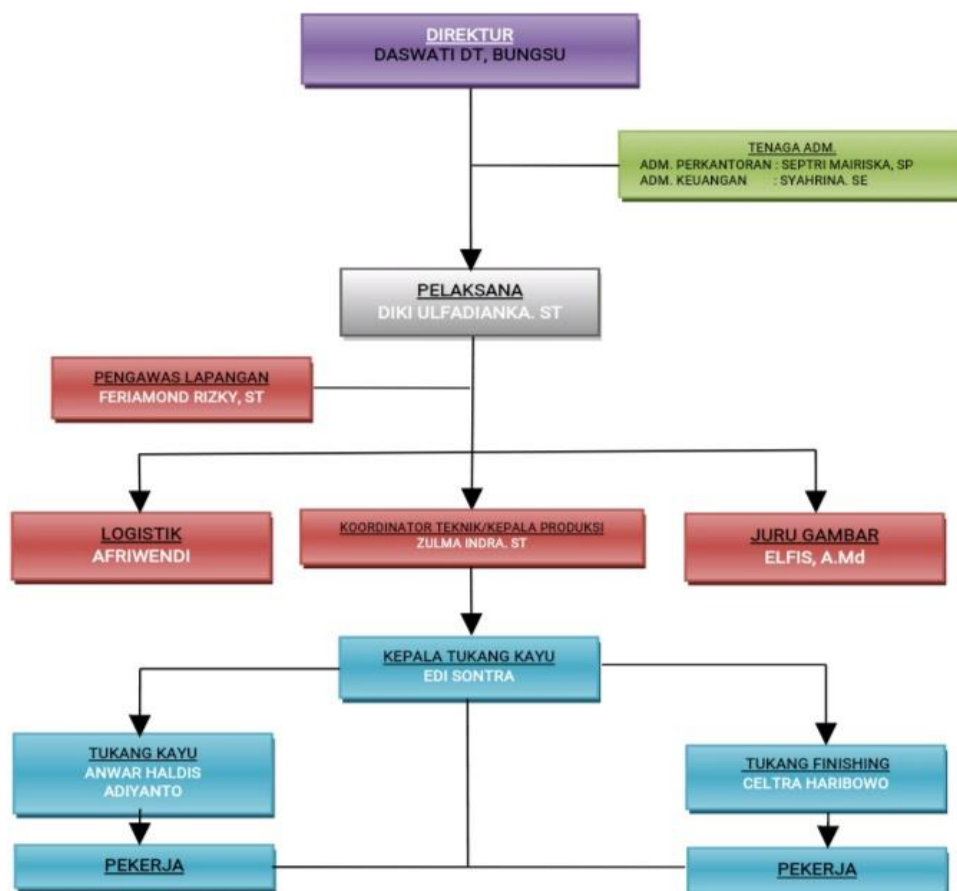 DIREKTUR
DASWATI DT, BUNGSU
TENAGA ADM.
ADM. PERKANTORAN : SEPTRI MAIRISKA, SP
ADM. KEUANGAN : SYAHRINA. SE
PELAKSANA
DIKI ULFADIANKA. ST
PENGAWAS LAPANGAN
FERIAMOND RIZKY, ST
LOGISTIK
AFRIWENDI
KOORDINATOR TEKNIK/KEPALA PRODUKSI
ZULMA INDRA. ST
JURU GAMBAR
ELFIS, A.Md
KEPALA TUKANG KAYU
EDI SONTRA
TUKANG KAYU
ANWAR HALDIS
ADIYANTO
TUKANG FINISHING
CELTRA HARIBOWO
PEKERJA
PEKERJA